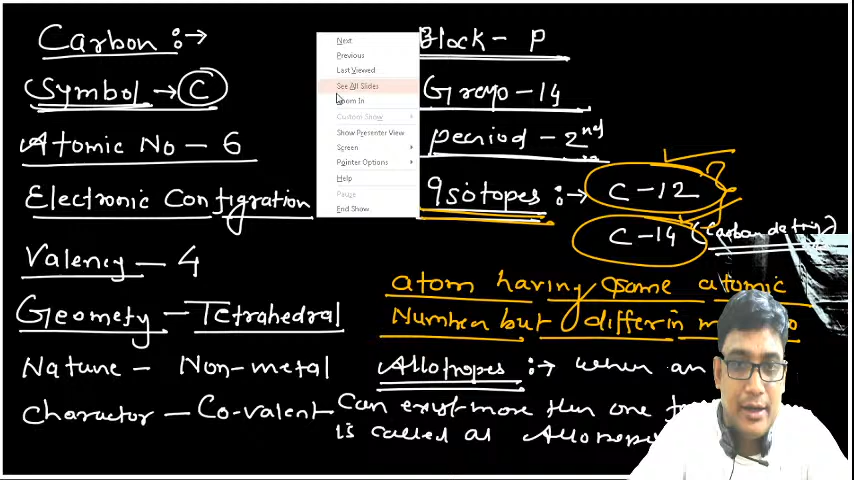 Carbon :→
Symbol → C
Atomic No - 6
Electronic Configration
Valency - 4
Geomety - Tetrahedral
Nature - Non-metal
Charactor - Co-valent
Next
Previous
Last Viewed
See All Slides
Zoom In
Custom Show
Show Presenter View
Screen
Pointer Options
Help
Pause
End Show
Block - P
Group - 14
period - 2nd
Isotopes :→ C-12
C-14 (Carbon
atom having same atomic
Number but differ in
Allotropes :→ when an
Can exist more then one
is called as